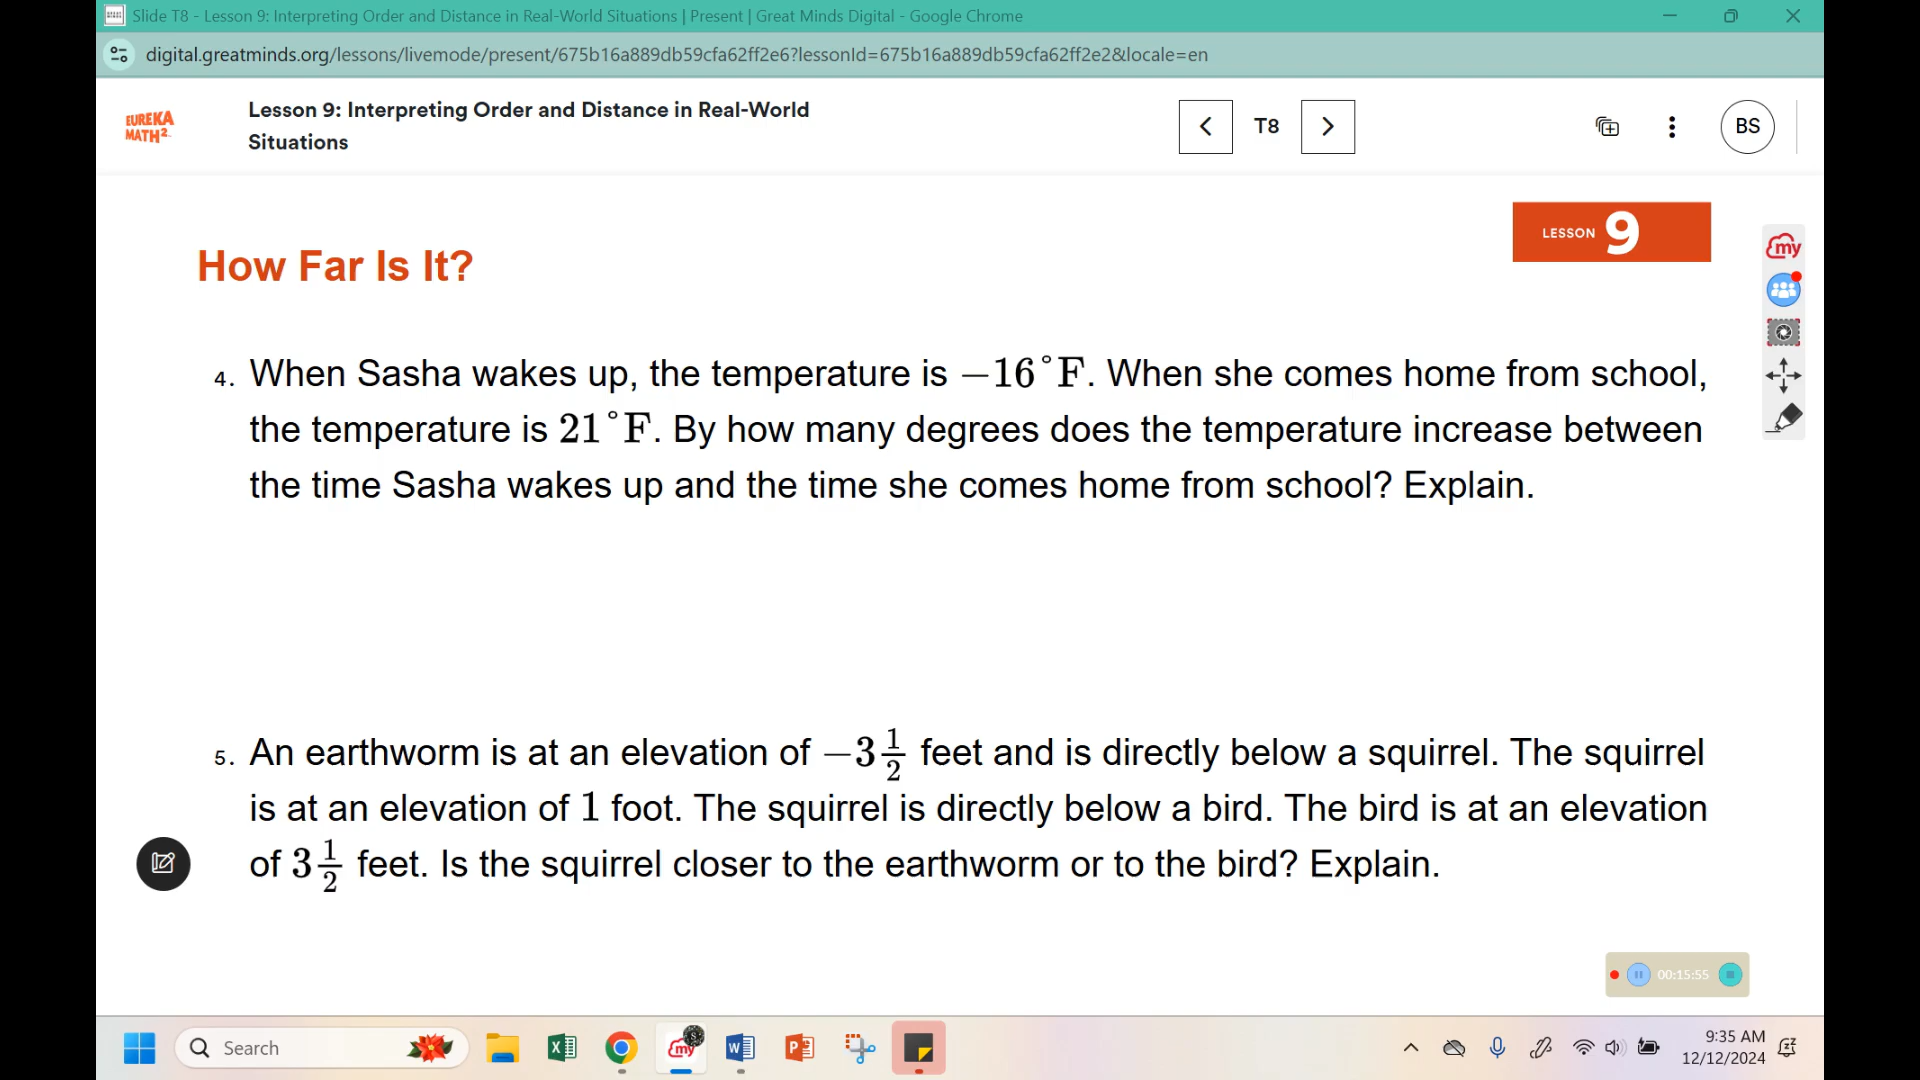 Slide T8 - Lesson 9: Interpreting Order and Distance in Real-World Situations | Present | Great Minds Digital - Google Chrome
digital.greatminds.org/lessons/livemode/present/675b16a889db59cfa62ff2e6?lessonId=675b16a889db59cfa62ff2e2&locale=en
EUREKA
MATH²
Lesson 9: Interpreting Order and Distance in Real-World
Situations
T8
BS
LESSON 9
my
How Far Is It?
4. When Sasha wakes up, the temperature is −16°F. When she comes home from school,
the temperature is 21°F. By how many degrees does the temperature increase between
the time Sasha wakes up and the time she comes home from school? Explain.
5. An earthworm is at an elevation of −3 1/2 feet and is directly below a squirrel. The squirrel
is at an elevation of 1 foot. The squirrel is directly below a bird. The bird is at an elevation
of 3 1/2 feet. Is the squirrel closer to the earthworm or to the bird? Explain.
00:15:55
Search
my
9:35 AM
12/12/2024